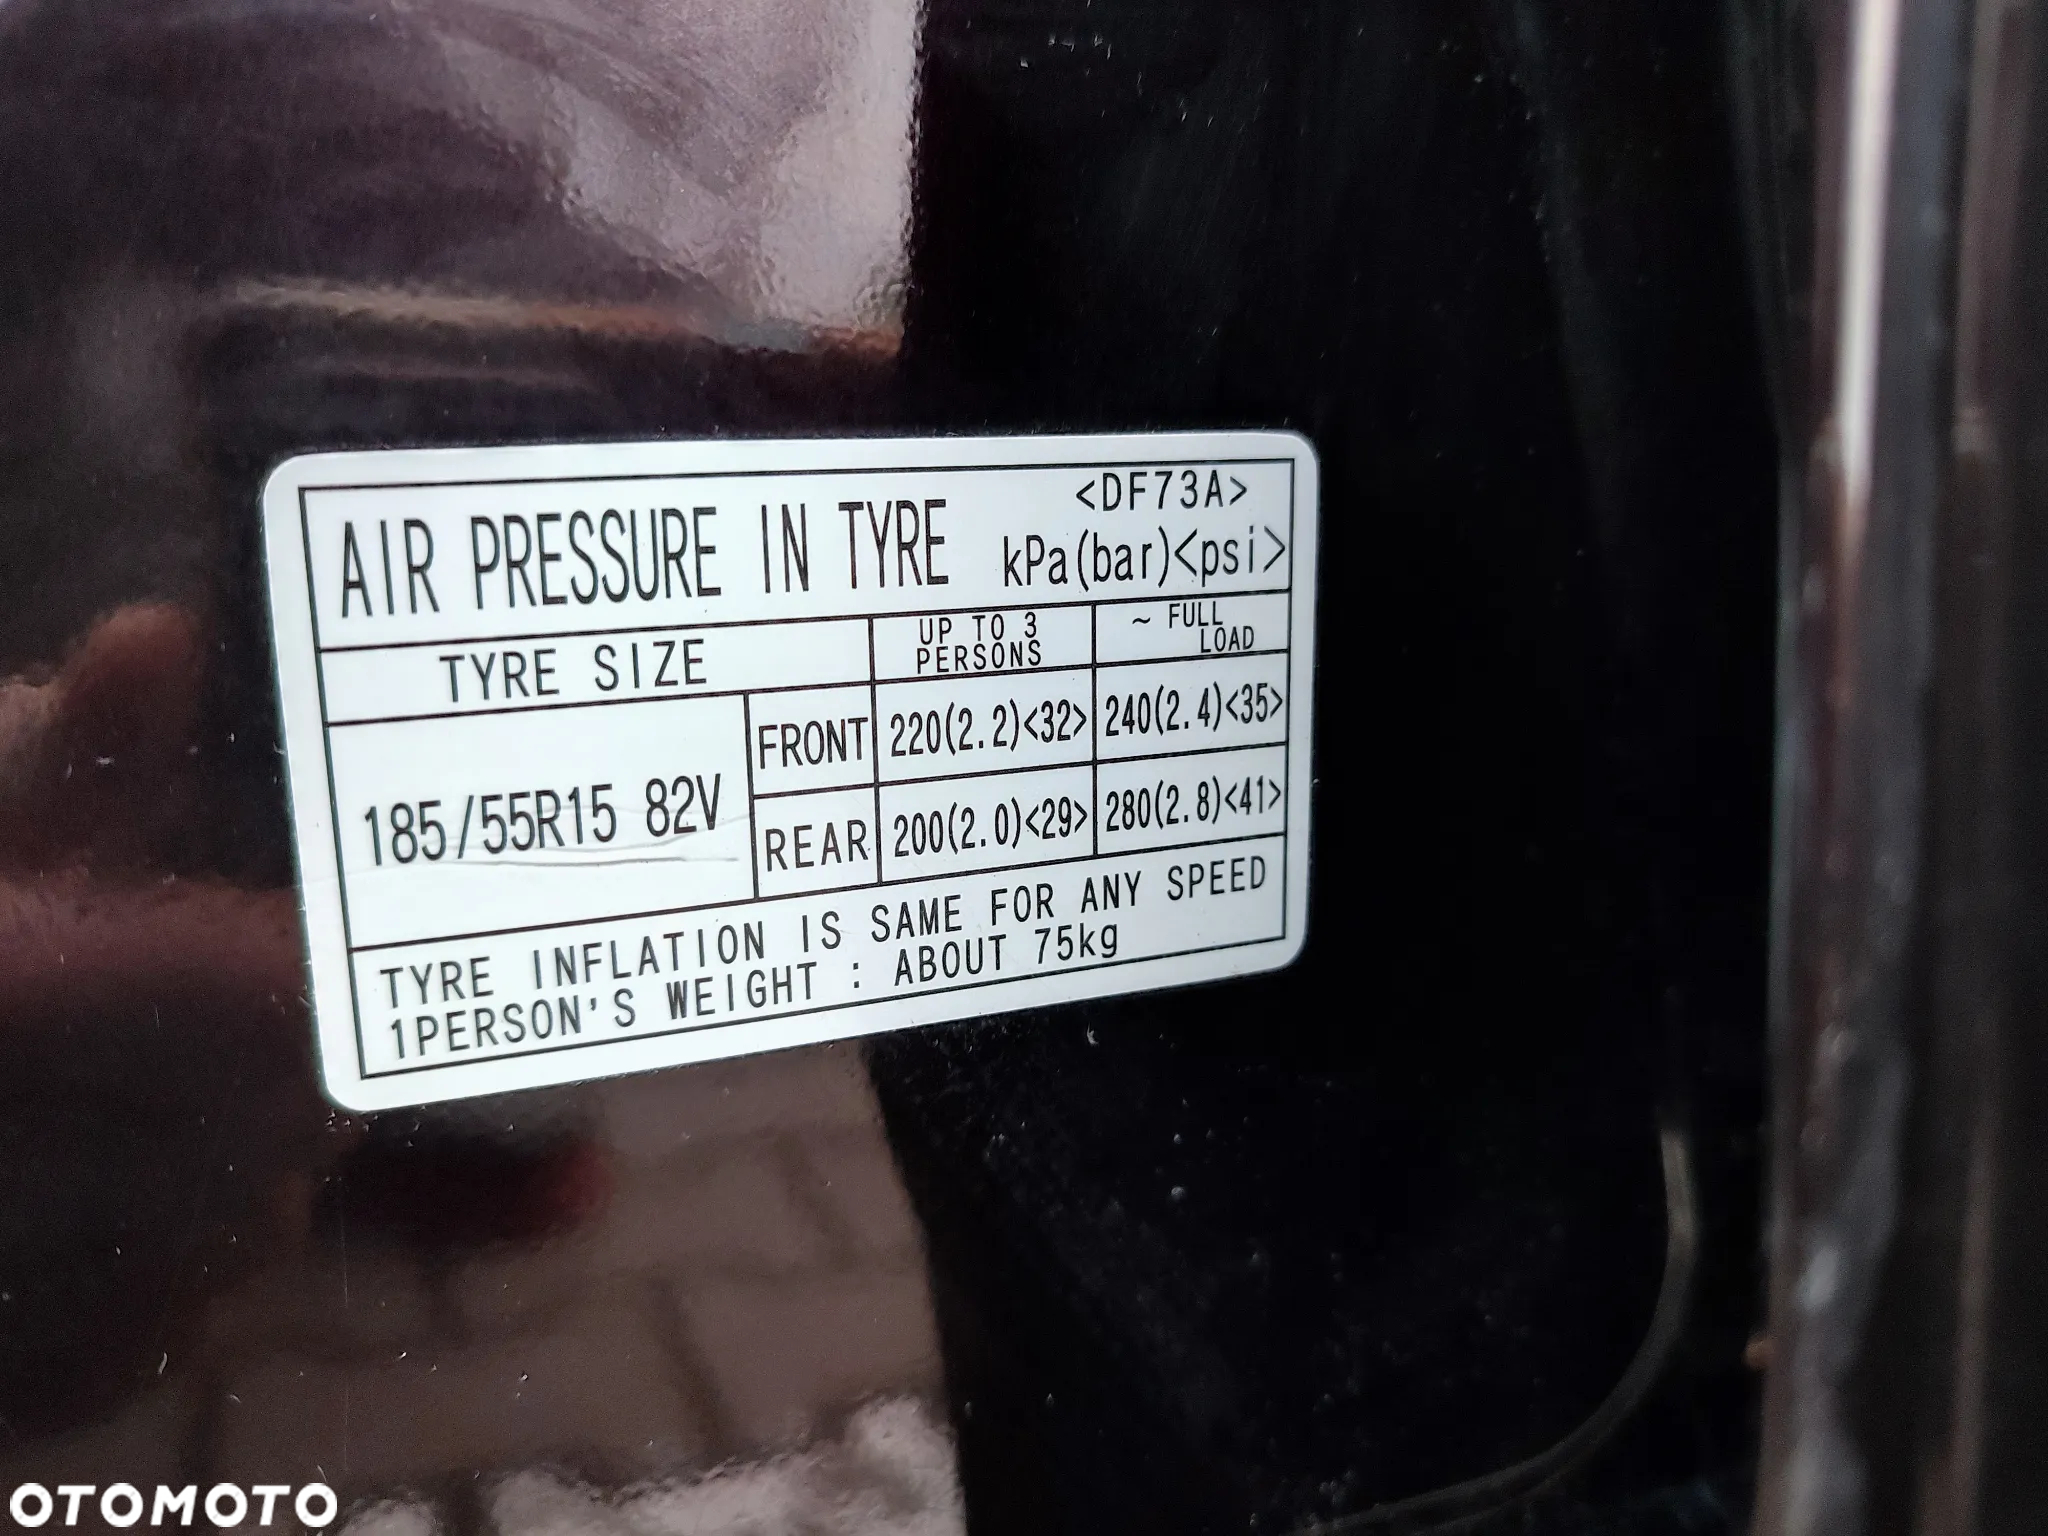 <DF73A>
AIR PRESSURE IN TYRE kPa(bar)<psi>
TYRE SIZE
UP TO 3
PERSONS
~ FULL
LOAD
185/55R15 82V
FRONT 220(2.2)<32> 240(2.4)<35>
REAR 200(2.0)<29> 280(2.8)<41>
TYRE INFLATION IS SAME FOR ANY SPEED
1PERSON'S WEIGHT : ABOUT 75kg
OTOMOTO